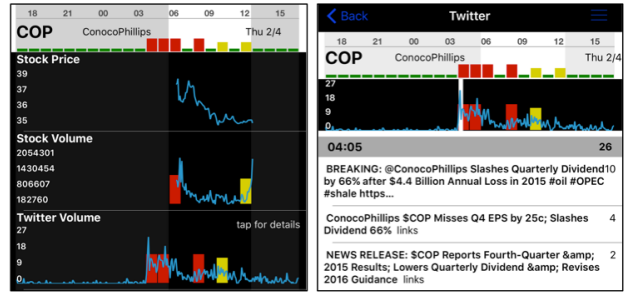 18 21 00 03 06 09 12 15
COP ConocoPhillips Thu 2/4
Stock Price
39
37
36
35
Stock Volume
2054301
1430454
806607
182760
Twitter Volume
tap for details
27
18
9
0
Back Twitter
18 21 00 03 06 09 12 15
COP ConocoPhillips Thu 2/4
27
18
9
0
04:05 26
BREAKING: @ConocoPhillips Slashes Quarterly Dividend 10
by 66% after $4.4 Billion Annual Loss in 2015 #oil #OPEC
#shale https...
ConocoPhillips $COP Misses Q4 EPS by 25c; Slashes 4
Dividend 66% links
NEWS RELEASE: $COP Reports Fourth-Quarter &amp; 2
2015 Results; Lowers Quarterly Dividend &amp; Revises
2016 Guidance links